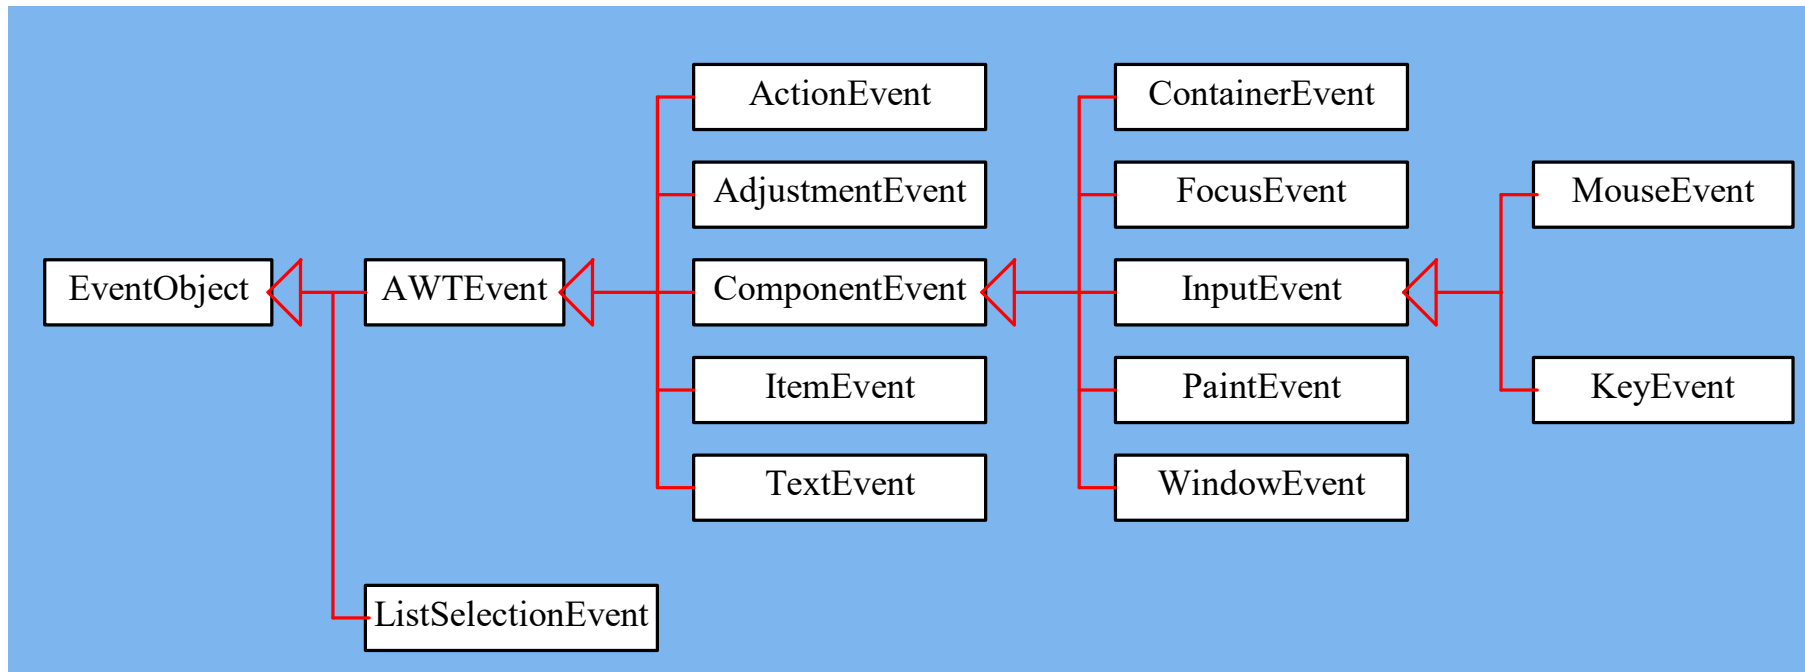 ActionEvent
ContainerEvent
AdjustmentEvent
FocusEvent
MouseEvent
EventObject
AWTEvent
ComponentEvent
InputEvent
ItemEvent
PaintEvent
KeyEvent
TextEvent
WindowEvent
ListSelectionEvent